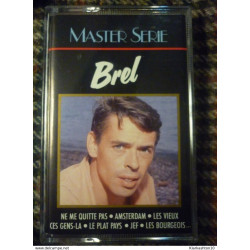 MASTER SERIE
Brel
NE ME QUITTE PAS • AMSTERDAM • LES VIEUX
CES GENS-LA • LE PLAT PAYS • JEF • LES BOURGEOIS